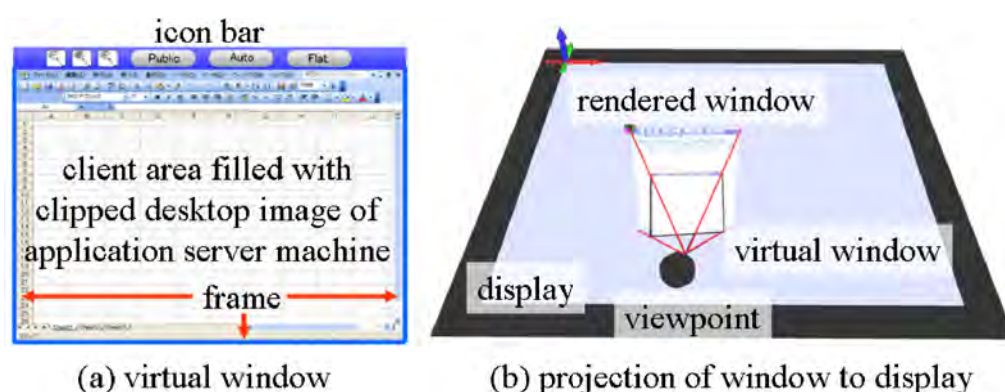 icon bar
Public
Auto
Flat
client area filled with
clipped desktop image of
application server machine
frame
(a) virtual window
rendered window
virtual window
display
viewpoint
(b) projection of window to display